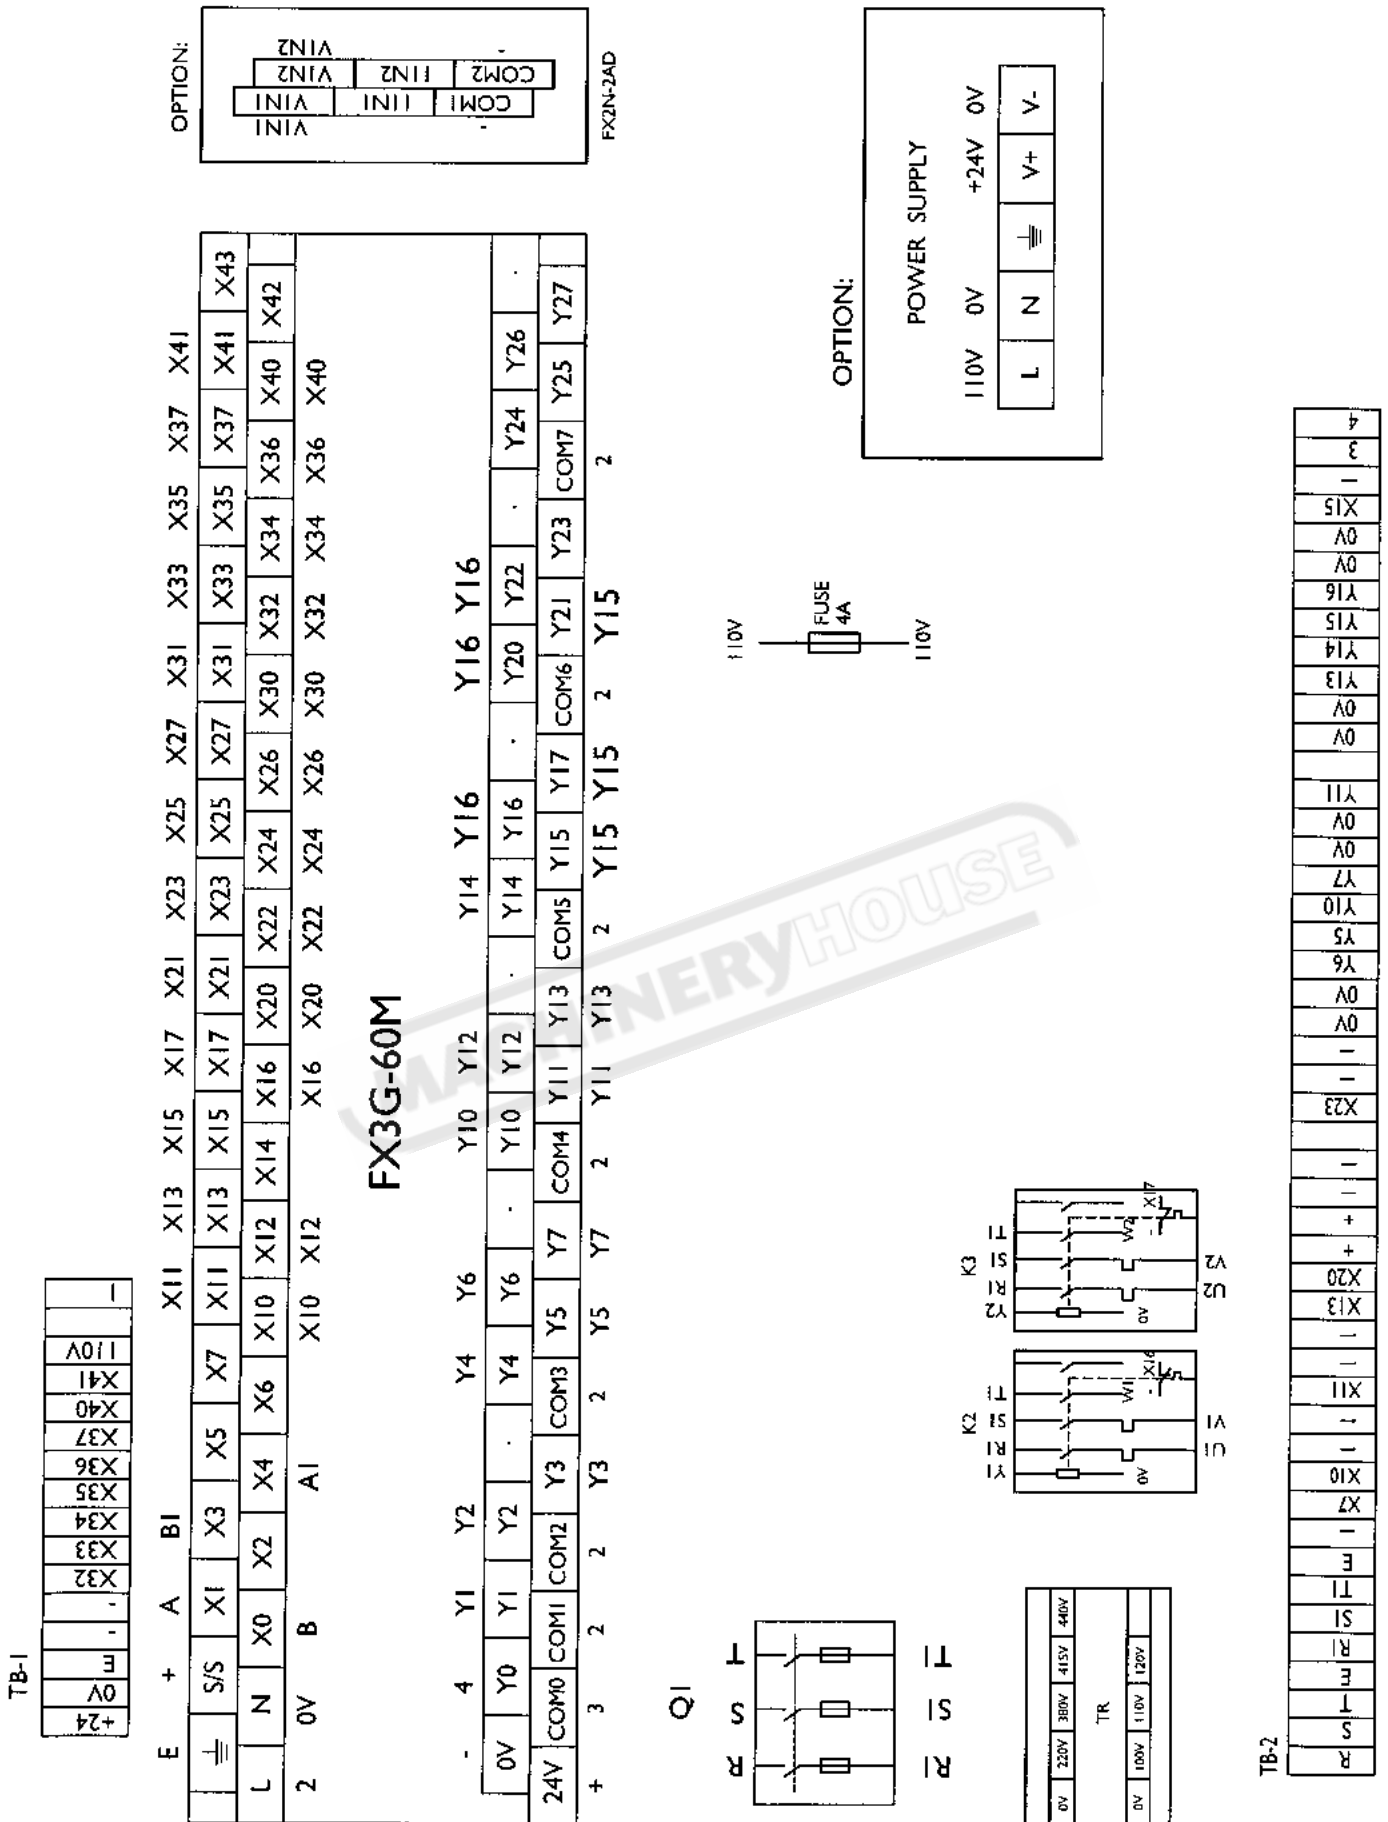 TB-1
+24 0V E - - X32 X33 X34 X35 X36 X37 X40 X41 110V 1
E + A B1 X11 X13 X15 X17 X21 X23 X25 X27 X31 X33 X35 X37 X41
S/S X1 X3 X5 X7 X11 X13 X15 X17 X21 X23 X25 X27 X31 X33 X35 X37 X41 X43
L N X0 X2 X4 X6 X10 X12 X14 X16 X20 X22 X24 X26 X30 X32 X34 X36 X40 X42
2 0V B A1 X10 X12 X16 X20 X22 X24 X26 X30 X32 X34 X36 X40
FX3G-60M
- 4 Y1 Y2 Y4 Y6 Y10 Y12 Y14 Y16 Y16 Y16
0V Y0 Y1 Y2 . Y4 Y6 . Y10 Y12 . Y14 Y16 . Y20 Y22 . Y24 Y26 .
24V COM0 COM1 COM2 Y3 COM3 Y5 Y7 COM4 Y11 Y13 COM5 Y15 Y17 COM6 Y21 Y23 COM7 Y25 Y27
+ 3 2 2 Y3 2 Y5 Y7 2 Y11 Y13 2 Y15 Y15 2 Y15 2
OPTION:
VIN2 -
VIN2 IIN2 COM2
VIN1 IIN1 COM1
VIN1 -
FX2N-2AD
Q1
R S T
R1 S1 T1
110V
FUSE
4A
110V
OPTION:
POWER SUPPLY
110V 0V +24V 0V
L N V+ V-
K2
Y1 R1 S1 T1
0V W1 - X16
U1 V1
K3
Y2 R1 S1 T1
0V W2 - X17
U2 V2
0V 220V 380V 415V 440V
TR
0V 100V 110V 120V
TB-2
R S T E R1 S1 T1 E - X7 X10 - - X11 - - X13 X20 + + - - X23 - - 0V 0V Y6 Y5 Y10 Y7 0V 0V Y11 0V 0V Y13 Y14 Y15 Y16 0V 0V X15 - 3 4
MACHINERYHOUSE